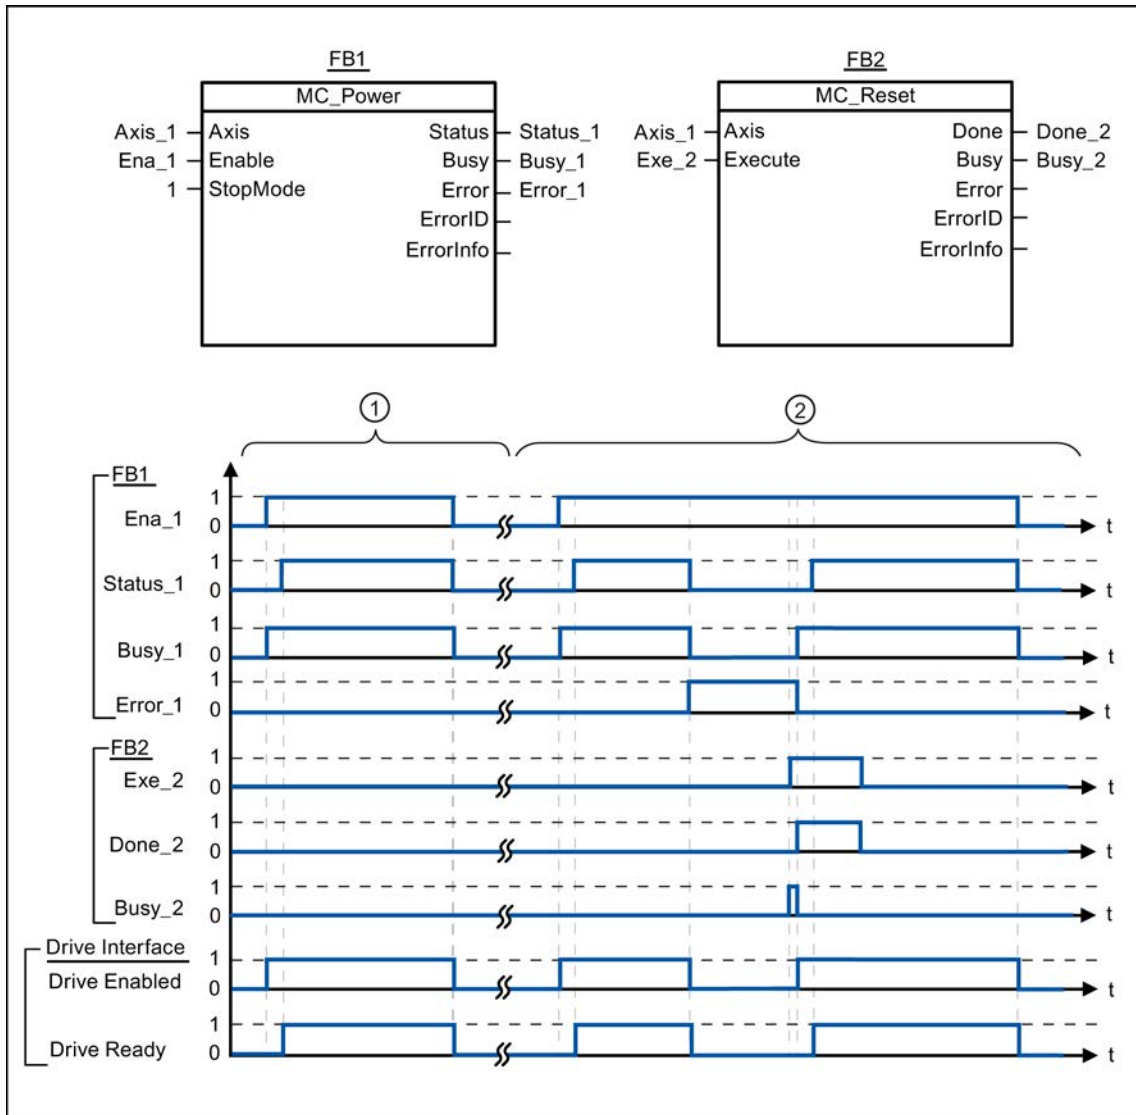 FB1 FB2
MC_Power MC_Reset
Axis_1 Axis Status Status_1 Axis_1 Axis Done Done_2
Ena_1 Enable Busy Busy_1 Exe_2 Execute Busy Busy_2
1 StopMode Error Error_1 Error
ErrorID ErrorID
ErrorInfo ErrorInfo
1 2
FB1
1
Ena_1 0 t
1
Status_1 0 t
1
Busy_1 0 t
1
Error_1 0 t
FB2
1
Exe_2 0 t
1
Done_2 0 t
1
Busy_2 0 t
Drive Interface
1
Drive Enabled 0 t
1
Drive Ready 0 t